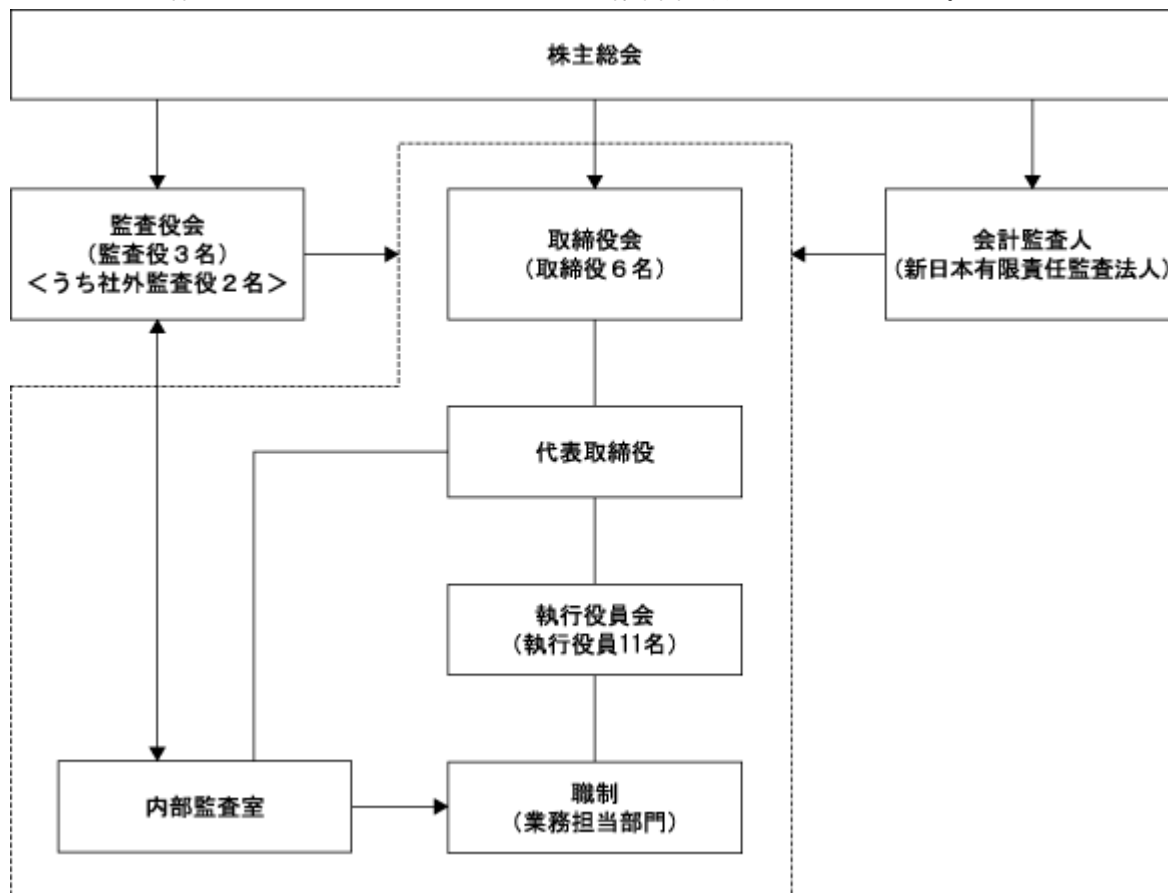 株主総会
監査役会
（監査役３名）
＜うち社外監査役２名＞
取締役会
（取締役６名）
会計監査人
（新日本有限責任監査法人）
代表取締役
執行役員会
（執行役員11名）
内部監査室
職制
（業務担当部門）